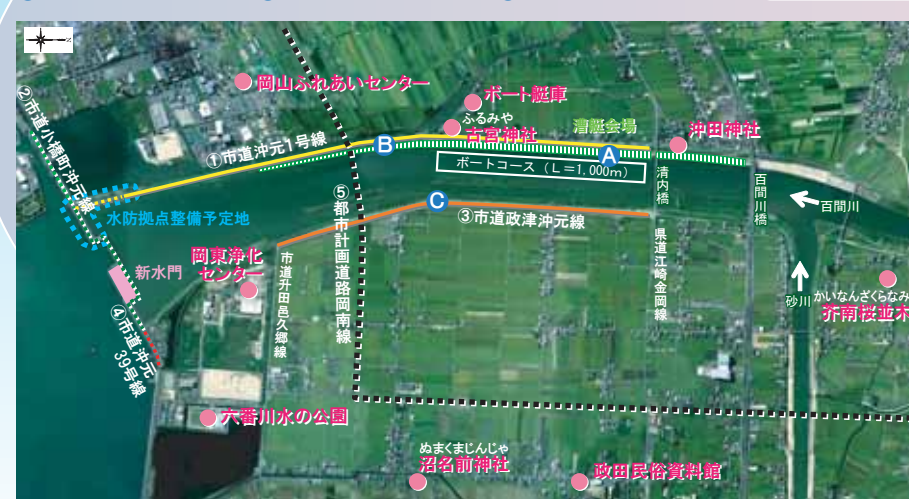 N
岡山ふれあいセンター
ボート艇庫
ふるみや
古宮神社
漕艇会場
沖田神社
②市道小橋町沖元線
①市道沖元1号線
B
A
ボートコース（L=1,000m）
清内橋
百間川橋
百間川
水防拠点整備予定地
⑤都市計画道路岡南線
C
③市道政津沖元線
岡東浄化
センター
新水門
市道升田邑久郷線
県道江崎金岡線
砂川
かいなんざくらなみ
芥南桜並木
④市道沖元
39号線
六番川水の公園
ぬまくまじんじゃ
沼名前神社
政田民俗資料館